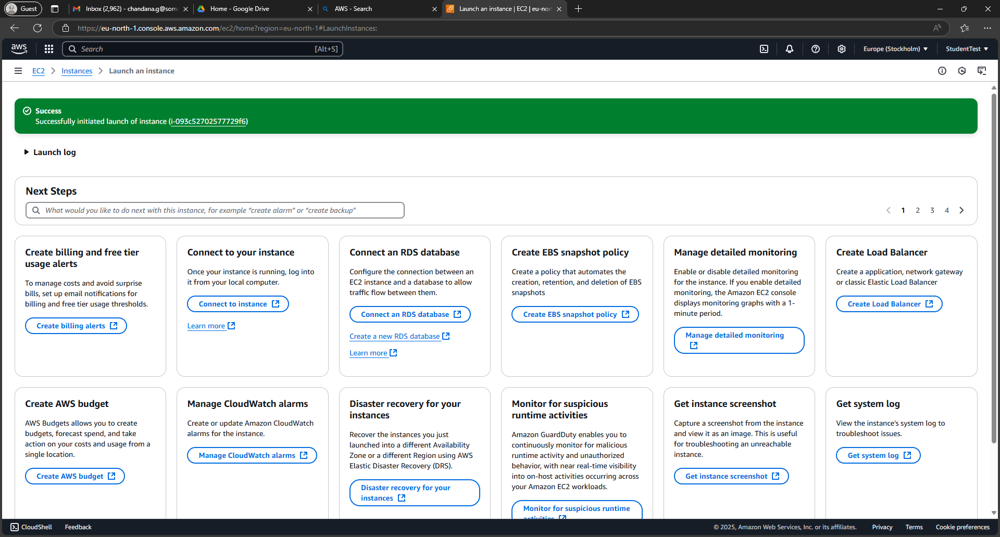 Guest
Inbox (2,962) - chandana.g@soma
Home - Google Drive
AWS - Search
Launch an instance | EC2 | eu-nort
https://eu-north-1.console.aws.amazon.com/ec2/home?region=eu-north-1#LaunchInstances:
aws
Search
[Alt+S]
Europe (Stockholm)
StudentTest
EC2
Instances
Launch an instance
Success
Successfully initiated launch of instance (i-093c52702577729f6)
Launch log
Next Steps
What would you like to do next with this instance, for example “create alarm” or “create backup"
1 2 3 4
Create billing and free tier
usage alerts
To manage costs and avoid surprise
bills, set up email notifications for
billing and free tier usage thresholds.
Create billing alerts
Connect to your instance
Once your instance is running, log into
it from your local computer.
Connect to instance
Learn more
Connect an RDS database
Configure the connection between an
EC2 instance and a database to allow
traffic flow between them.
Connect an RDS database
Create a new RDS database
Learn more
Create EBS snapshot policy
Create a policy that automates the
creation, retention, and deletion of EBS
snapshots
Create EBS snapshot policy
Manage detailed monitoring
Enable or disable detailed monitoring
for the instance. If you enable detailed
monitoring, the Amazon EC2 console
displays monitoring graphs with a 1-
minute period.
Manage detailed monitoring
Create Load Balancer
Create a application, network gateway
or classic Elastic Load Balancer
Create Load Balancer
Create AWS budget
AWS Budgets allows you to create
budgets, forecast spend, and take
action on your costs and usage from a
single location.
Create AWS budget
Manage CloudWatch alarms
Create or update Amazon CloudWatch
alarms for the instance.
Manage CloudWatch alarms
Disaster recovery for your
instances
Recover the instances you just
launched into a different Availability
Zone or a different Region using AWS
Elastic Disaster Recovery (DRS).
Disaster recovery for your
instances
Monitor for suspicious
runtime activities
Amazon GuardDuty enables you to
continuously monitor for malicious
runtime activity and unauthorized
behavior, with near real-time visibility
into on-host activities occurring across
your Amazon EC2 workloads.
Monitor for suspicious runtime
activities
Get instance screenshot
Capture a screenshot from the instance
and view it as an image. This is useful
for troubleshooting an unreachable
instance.
Get instance screenshot
Get system log
View the instance's system log to
troubleshoot issues.
Get system log
CloudShell
Feedback
© 2025, Amazon Web Services, Inc. or its affiliates.
Privacy
Terms
Cookie preferences